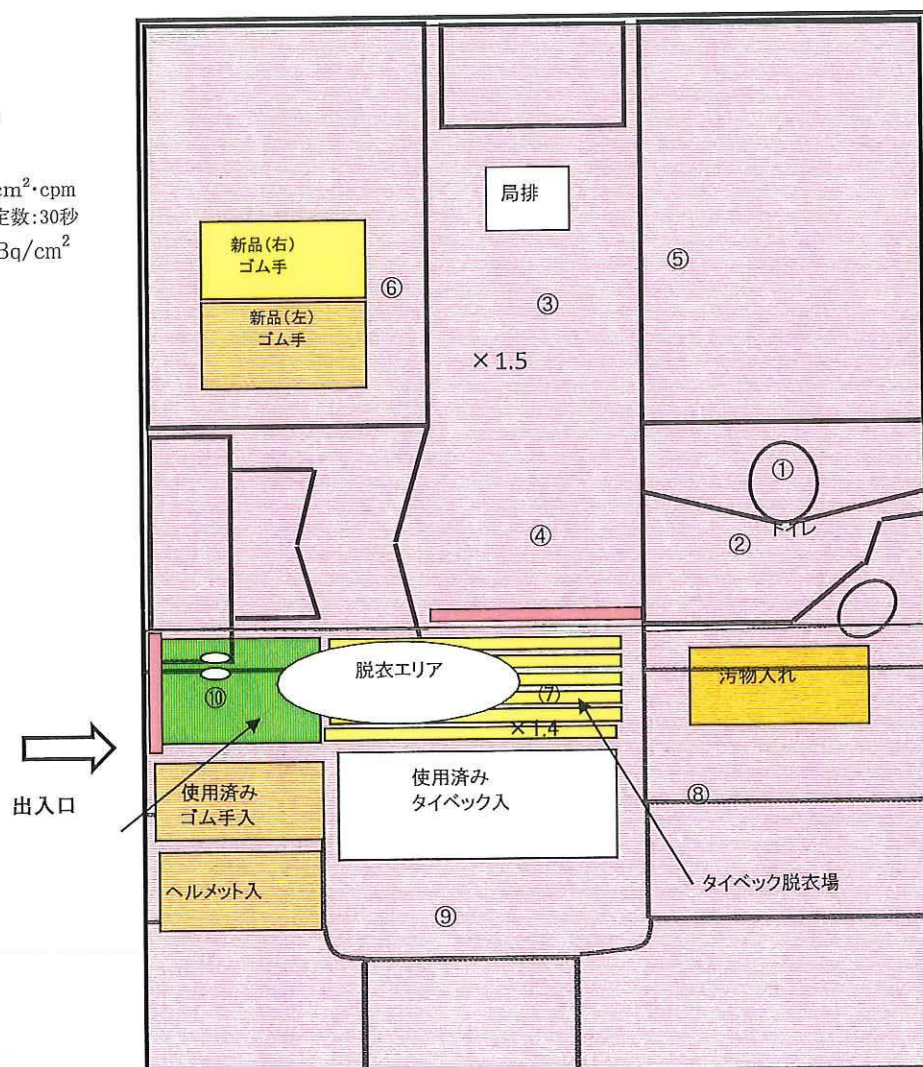 cm²・cpm
定数:30秒
Bq/cm²
局排
新品(右)
ゴム手
⑥
⑤
③
新品(左)
ゴム手
×1.5
①
トイレ
④
②
脱衣エリア
汚物入れ
⑩
⑦
×1.4
出入口
使用済み
ゴム手入
使用済み
タイベック入
⑧
ヘルメット入
タイベック脱衣場
⑨